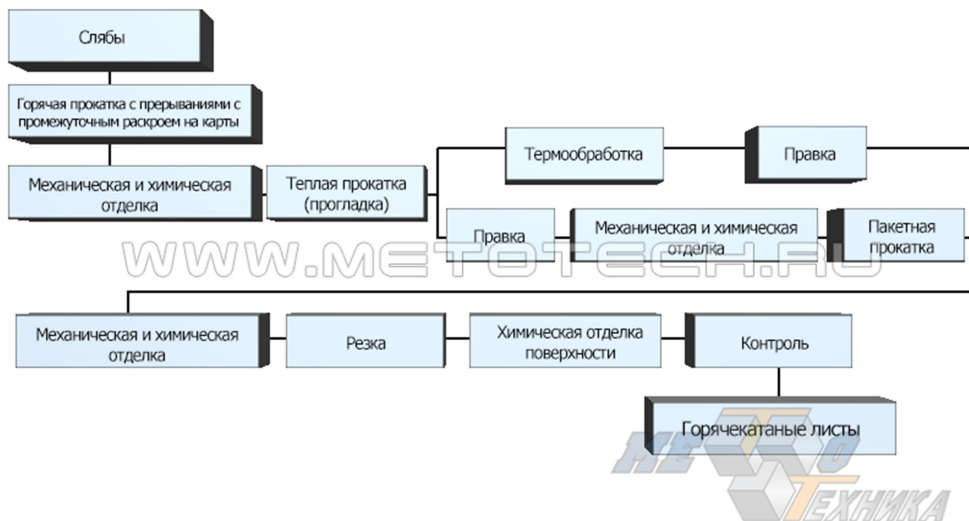 Слябы
Горячая прокатка с прерываниями с
промежуточным раскроем на карты
Механическая и химическая
отделка
Теплая прокатка
(прогладка)
Термообработка
Правка
Правка
Механическая и химическая
отделка
Пакетная
прокатка
WWW.METOTECH.RU
Механическая и химическая
отделка
Резка
Химическая отделка
поверхности
Контроль
Горячекатаные листы
МЕТО
ТЕХНИКА